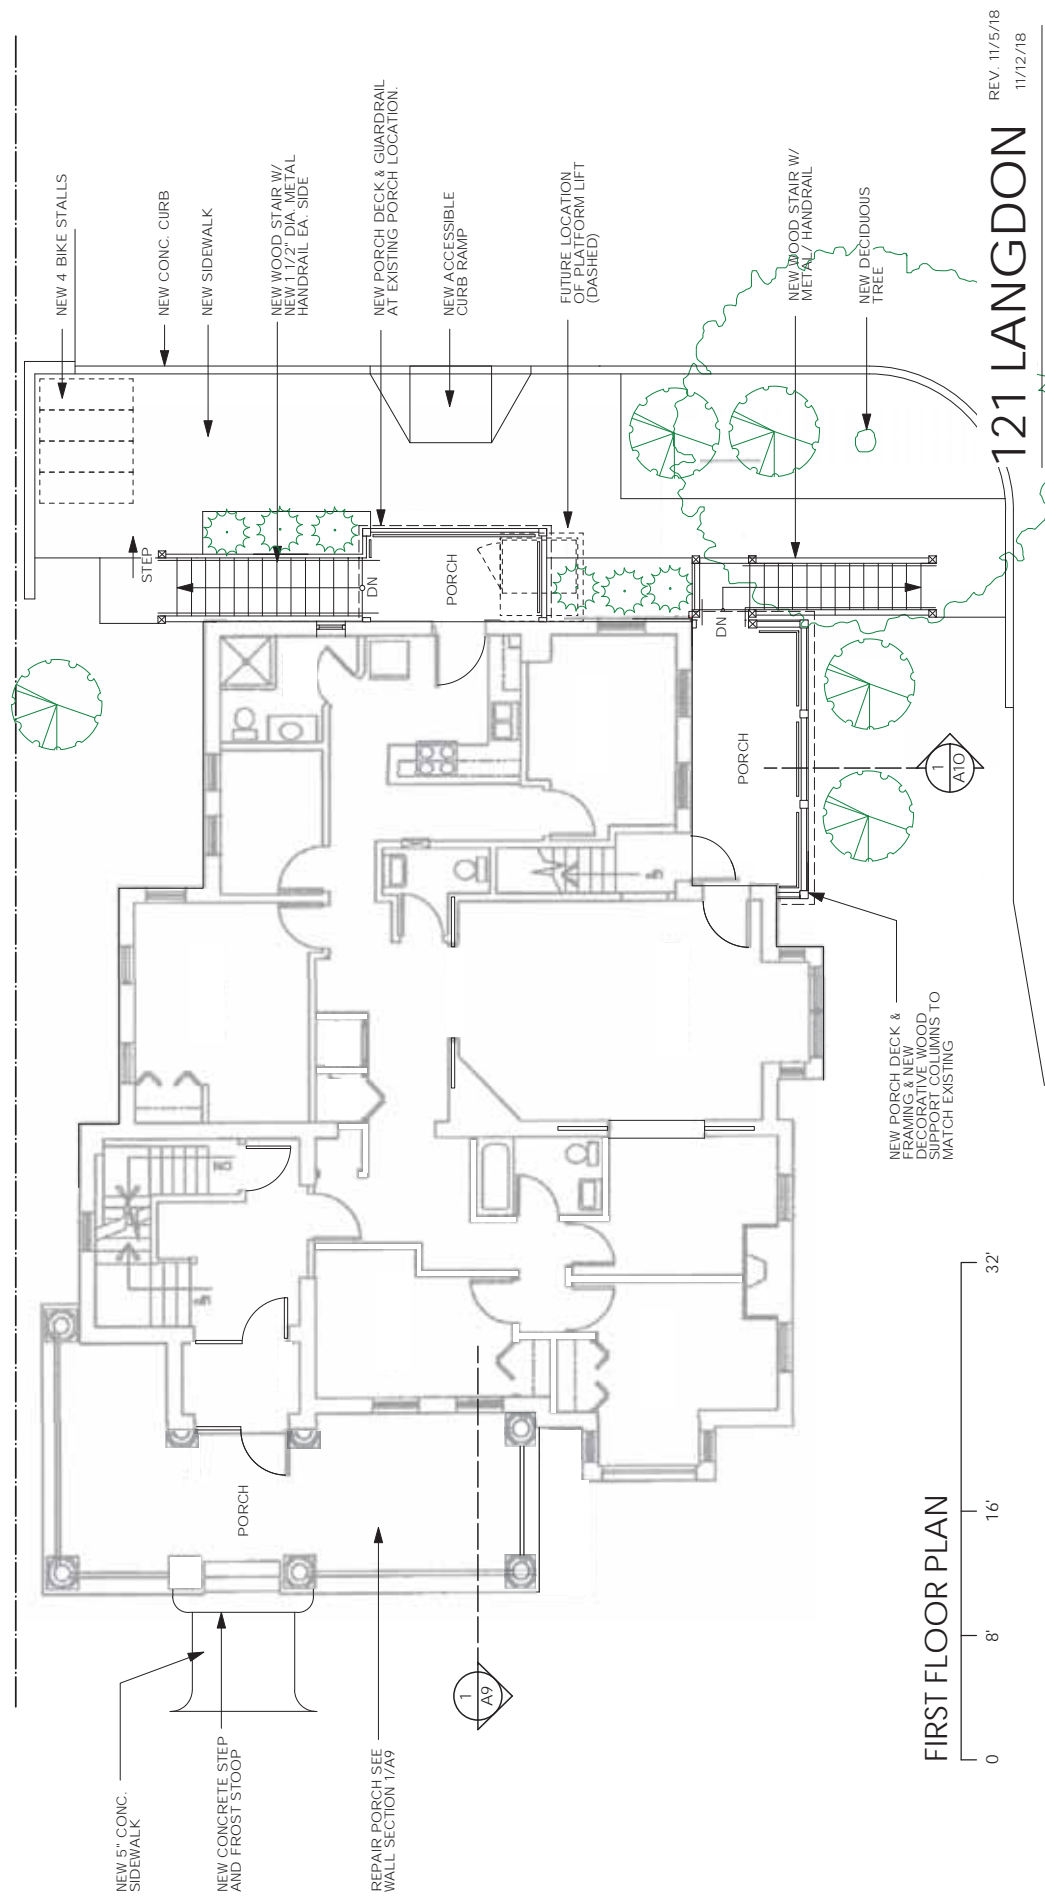 NEW 4 BIKE STALLS
NEW CONC. CURB
NEW SIDEWALK
NEW WOOD STAIR W/
NEW 1 1/2" DIA. METAL
HANDRAIL EA. SIDE
NEW PORCH DECK & GUARDRAIL
AT EXISTING PORCH LOCATION.
NEW ACCESSIBLE
CURB RAMP
FUTURE LOCATION
OF PLATFORM LIFT
(DASHED)
NEW WOOD STAIR W/
METAL/ HANDRAIL
NEW DECIDUOUS
TREE
STEP
DN
PORCH
DN
PORCH
UP
1
A10
NEW PORCH DECK &
FRAMING & NEW
DECORATIVE WOOD
SUPPORT COLUMNS TO
MATCH EXISTING
DN
UP
PORCH
1
A9
NEW 5" CONC.
SIDEWALK
NEW CONCRETE STEP
AND FROST STOOP
REPAIR PORCH SEE
WALL SECTION 1/A9
FIRST FLOOR PLAN
0
8'
16'
32'
121 LANGDON
REV. 11/5/18
11/12/18